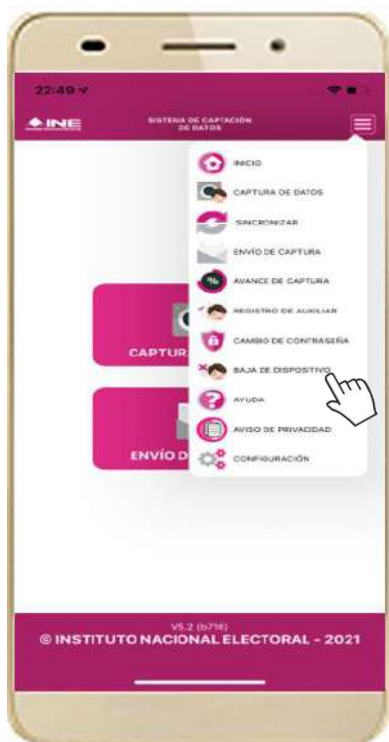 22:49
INE
SISTEMA DE CAPTACIÓN
DE DATOS
INICIO
CAPTURA DE DATOS
SINCRONIZAR
ENVÍO DE CAPTURA
AVANCE DE CAPTURA
%
REGISTRO DE AUXILIAR
CAMBIO DE CONTRASEÑA
BAJA DE DISPOSITIVO
?
AYUDA
AVISO DE PRIVACIDAD
CONFIGURACIÓN
CAPTUR
ENVÍO D
V5.2 (b716)
© INSTITUTO NACIONAL ELECTORAL - 2021